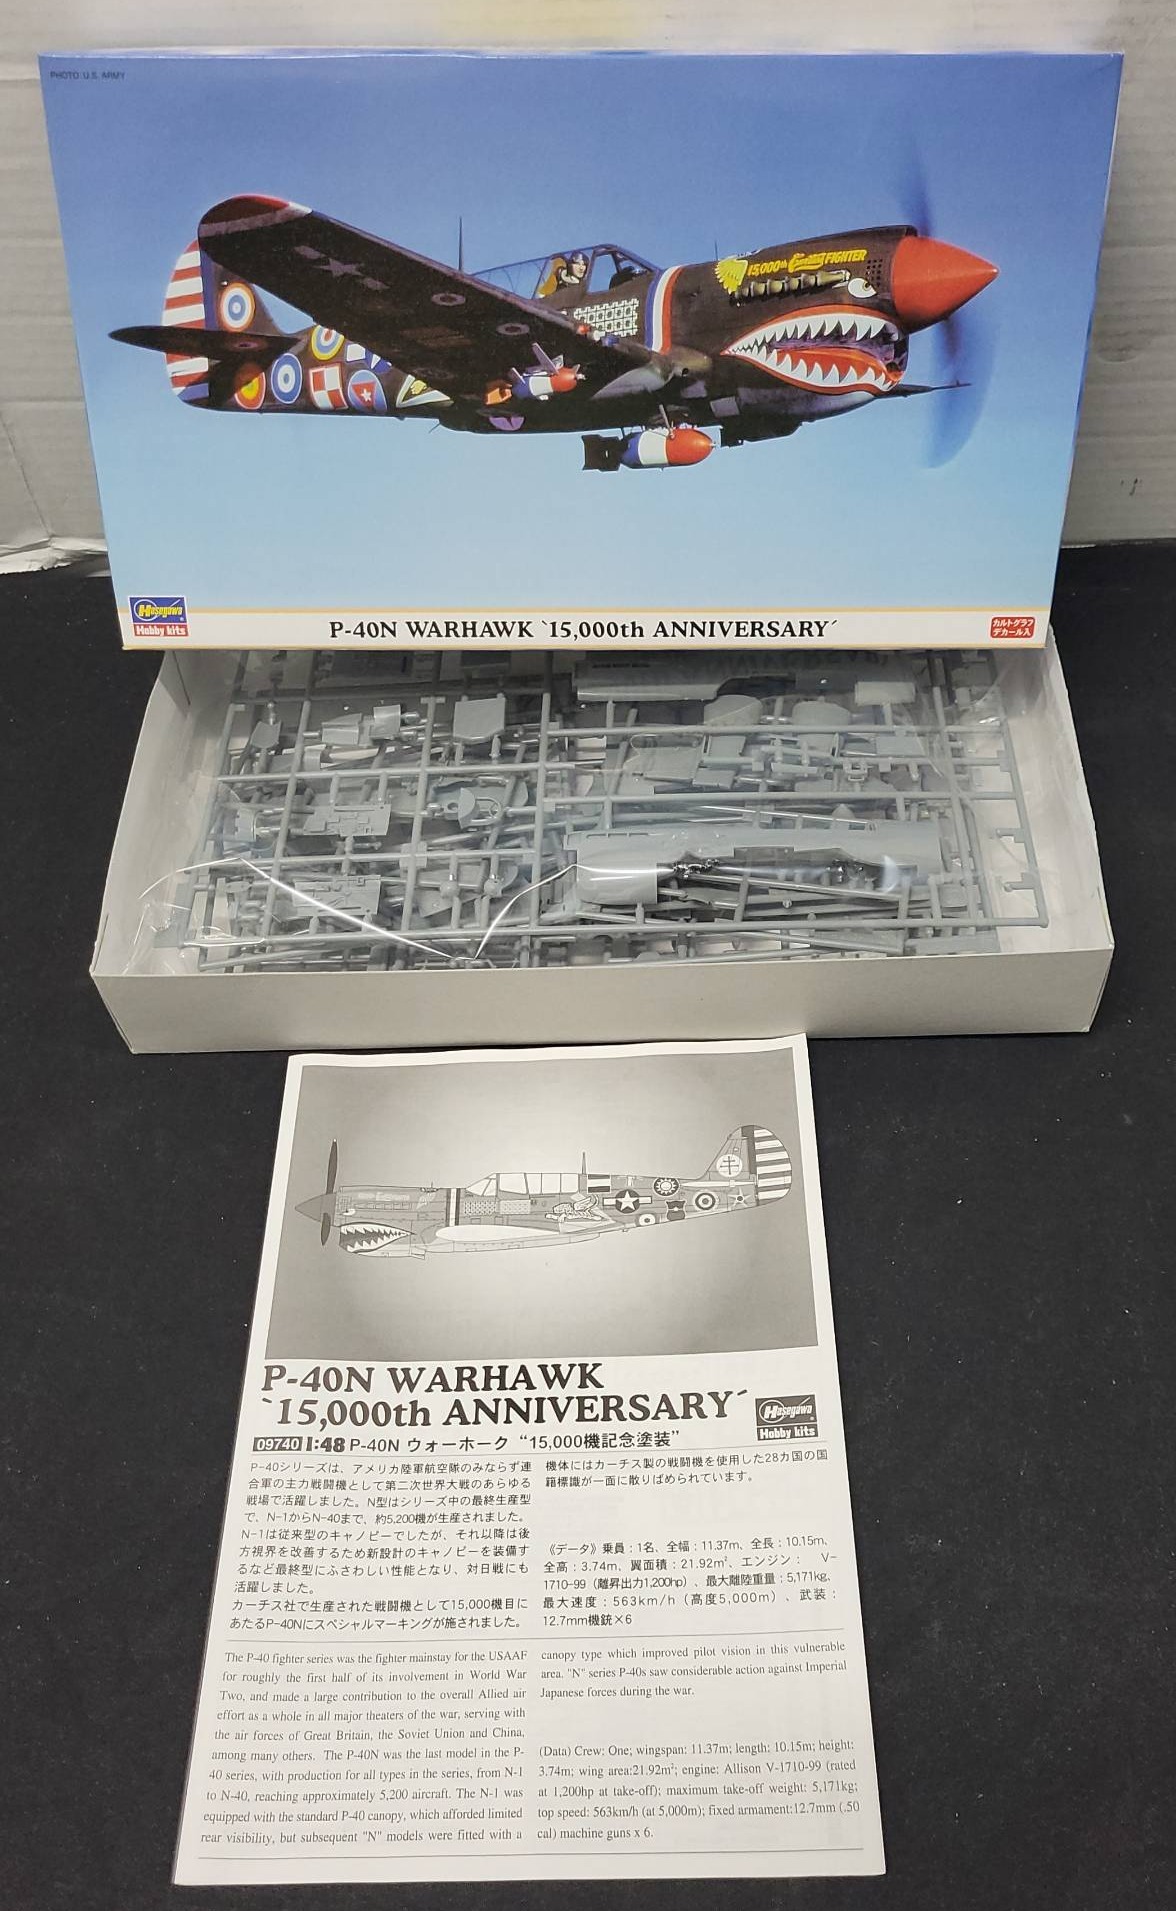 PHOTO: U.S. ARMY
15,000th Curtiss FIGHTER
Hasegawa
Hobby kits
P-40N WARHAWK `15,000th ANNIVERSARY´
カルトグラフ
デカール入
P-40N WARHAWK
`15,000th ANNIVERSARY´
Hasegawa
Hobby kits
09740 1:48 P-40N ウォーホーク “15,000機記念塗装”
P-40シリーズは、アメリカ陸軍航空隊のみならず連
合軍の主力戦闘機として第二次世界大戦のあらゆる
戦場で活躍しました。N型はシリーズ中の最終生産型
で、N-1からN-40まで、約5,200機が生産されました。
N-1は従来型のキャノピーでしたが、それ以降は後
方視界を改善するため新設計のキャノピーを装備す
るなど最終型にふさわしい性能となり、対日戦にも
活躍しました。
カーチス社で生産された戦闘機として15,000機目に
あたるP-40Nにスペシャルマーキングが施されました。
機体にはカーチス製の戦闘機を使用した28カ国の国
籍標識が一面に散りばめられています。
《データ》乗員：1名、全幅：11.37m、全長：10.15m、
全高：3.74m、翼面積：21.92m²、エンジン： V-
1710-99（離昇出力1,200hp）、最大離陸重量：5,171kg、
最大速度：563km/h（高度5,000m）、武装：
12.7mm機銃×6
The P-40 fighter series was the fighter mainstay for the USAAF
for roughly the first half of its involvement in World War
Two, and made a large contribution to the overall Allied air
effort as a whole in all major theaters of the war, serving with
the air forces of Great Britain, the Soviet Union and China,
among many others. The P-40N was the last model in the P-
40 series, with production for all types in the series, from N-1
to N-40, reaching approximately 5,200 aircraft. The N-1 was
equipped with the standard P-40 canopy, which afforded limited
rear visibility, but subsequent "N" models were fitted with a
canopy type which improved pilot vision in this vulnerable
area. "N" series P-40s saw considerable action against Imperial
Japanese forces during the war.
(Data) Crew: One; wingspan: 11.37m; length: 10.15m; height:
3.74m; wing area:21.92m²; engine: Allison V-1710-99 (rated
at 1,200hp at take-off); maximum take-off weight: 5,171kg;
top speed: 563km/h (at 5,000m); fixed armament:12.7mm (.50
cal) machine guns x 6.